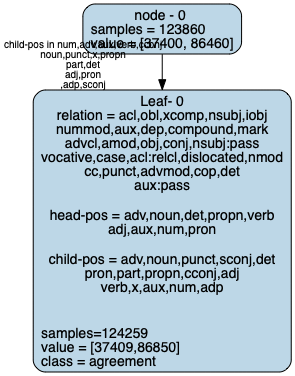 node - 0
samples = 123860
value = [37400, 86460]
child-pos in num,adv,aux,verb,cconj
noun,punct,x,propn
part,det
adj,pron
,adp,sconj
Leaf- 0
relation = acl,obl,xcomp,nsubj,iobj
nummod,aux,dep,compound,mark
advcl,amod,obj,conj,nsubj:pass
vocative,case,acl:relcl,dislocated,nmod
cc,punct,advmod,cop,det
aux:pass
head-pos = adv,noun,det,propn,verb
adj,aux,num,pron
child-pos = adv,noun,punct,sconj,det
pron,part,propn,cconj,adj
verb,x,aux,num,adp
samples=124259
value = [37409,86850]
class = agreement